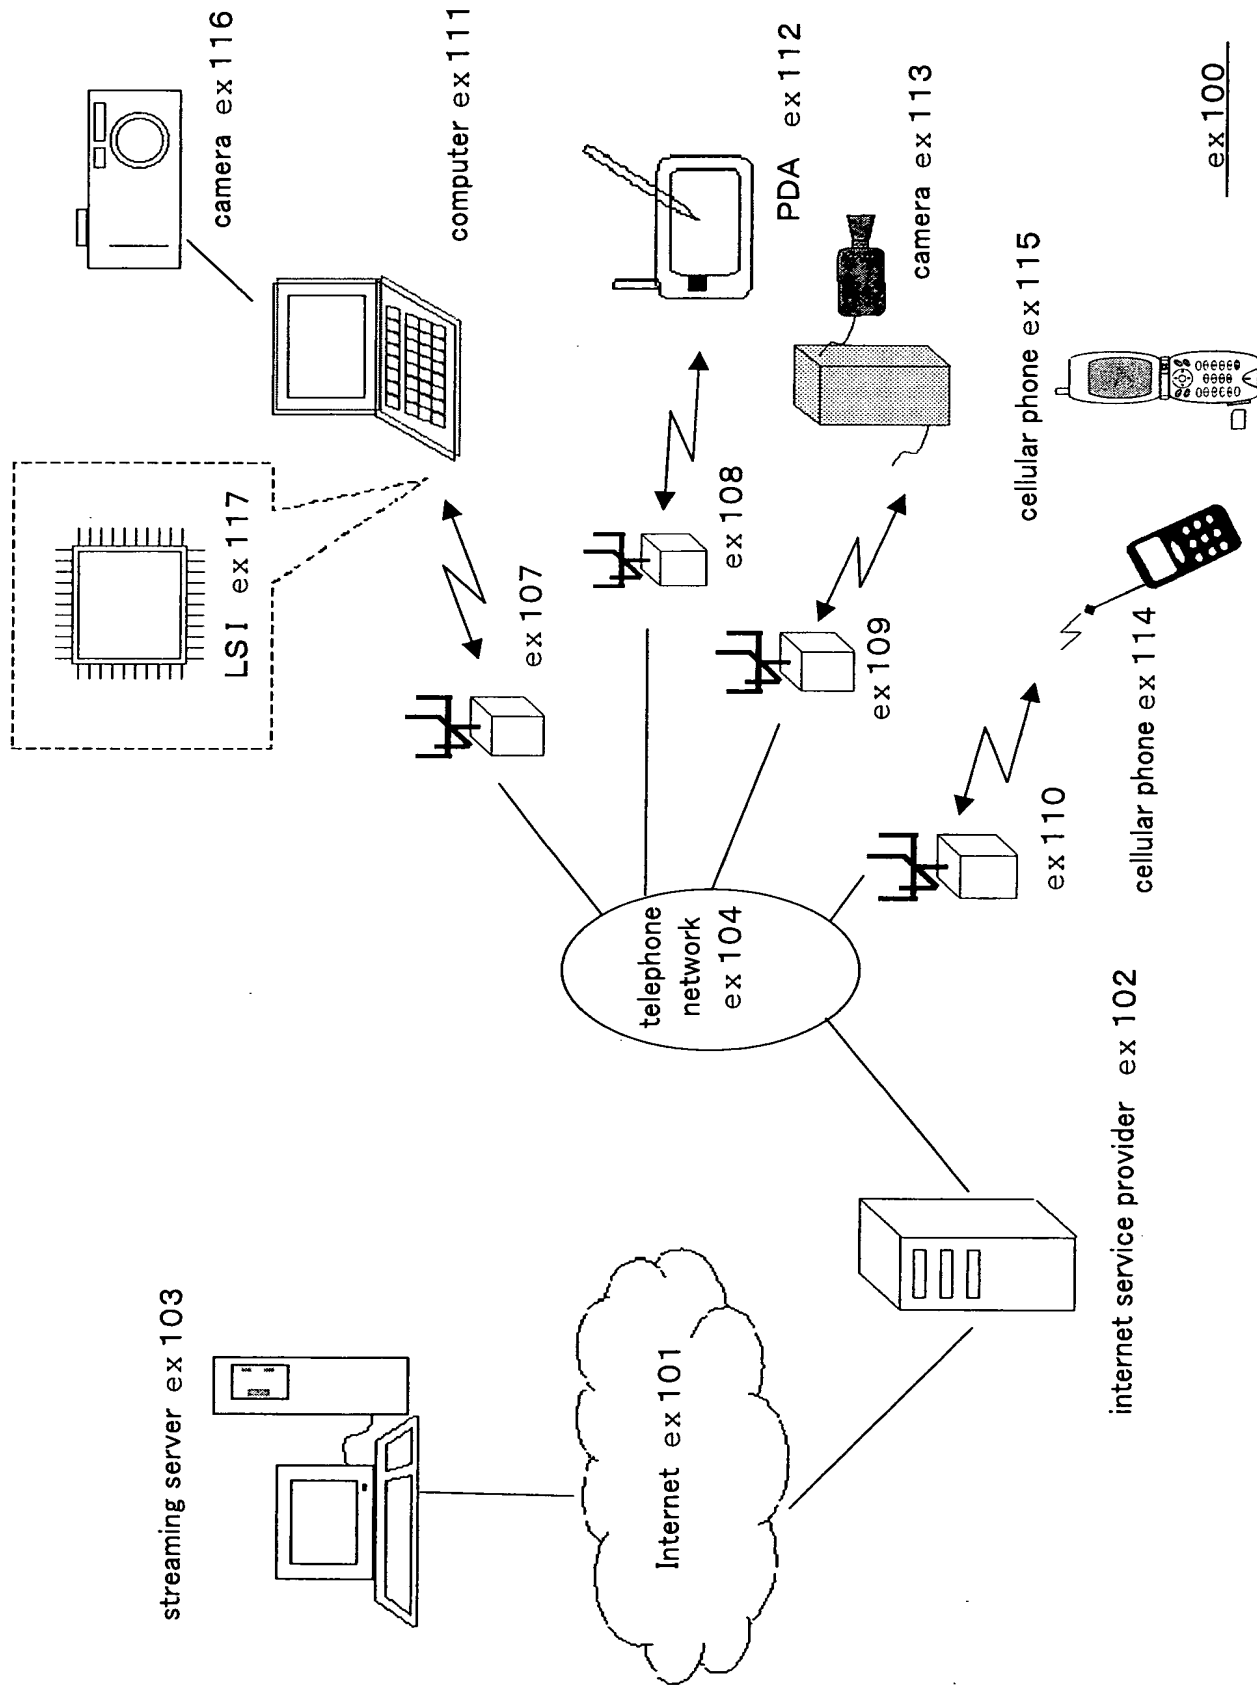 streaming server ex103
Internet ex101
internet service provider ex102
telephone
network
ex104
ex107
ex108
ex109
ex110
LSI ex117
camera ex116
computer ex111
PDA ex112
camera ex113
cellular phone ex115
cellular phone ex114
ex100